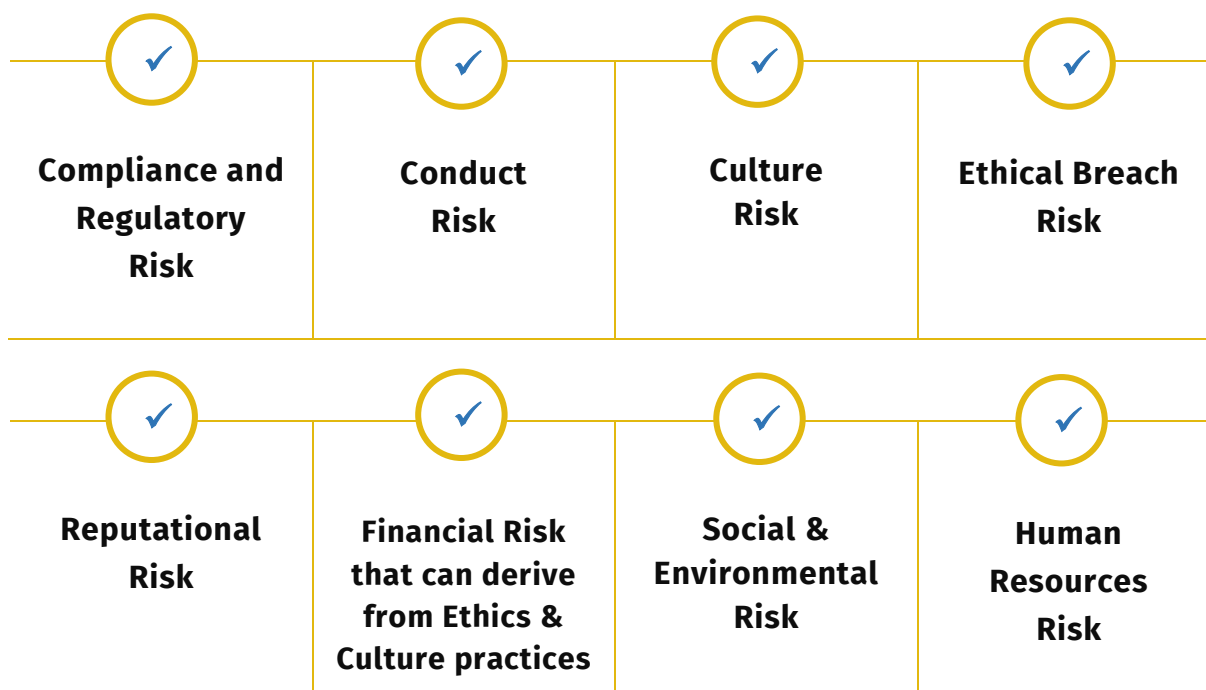 Compliance and
Regulatory
Risk
Conduct
Risk
Culture
Risk
Ethical Breach
Risk
Reputational
Risk
Financial Risk
that can derive
from Ethics &
Culture practices
Social &
Environmental
Risk
Human
Resources
Risk